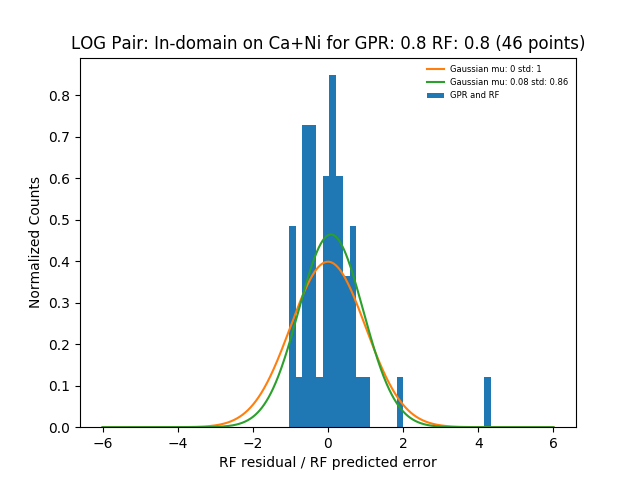 LOG Pair: In-domain on Ca+Ni for GPR: 0.8 RF: 0.8 (46 points)
Gaussian mu: 0 std: 1
Gaussian mu: 0.08 std: 0.86
GPR and RF
Normalized Counts
0.8
0.7
0.6
0.5
0.4
0.3
0.2
0.1
0.0
−6 −4 −2 0 2 4 6
RF residual / RF predicted error